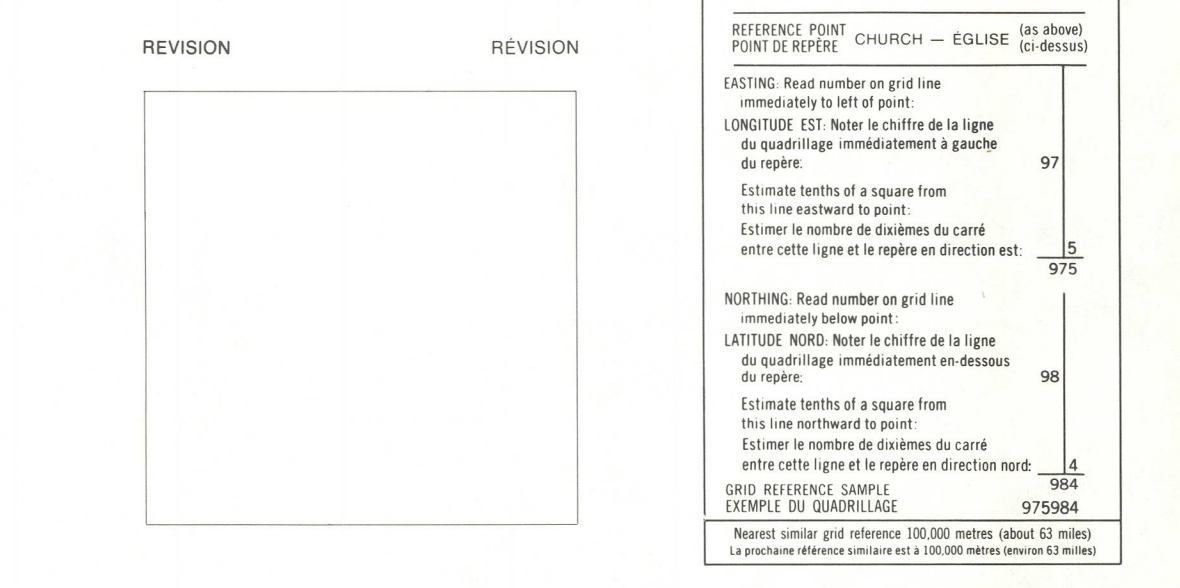 REVISION RÉVISION
REFERENCE POINT
POINT DE REPÈRE CHURCH — ÉGLISE (as above)
(ci-dessus)
EASTING: Read number on grid line
immediately to left of point:
LONGITUDE EST: Noter le chiffre de la ligne
du quadrillage immédiatement à gauche
du repère: 97
Estimate tenths of a square from
this line eastward to point:
Estimer le nombre de dixièmes du carré
entre cette ligne et le repère en direction est: 5
975
NORTHING: Read number on grid line
immediately below point:
LATITUDE NORD: Noter le chiffre de la ligne
du quadrillage immédiatement en-dessous
du repère: 98
Estimate tenths of a square from
this line northward to point:
Estimer le nombre de dixièmes du carré
entre cette ligne et le repère en direction nord: 4
984
GRID REFERENCE SAMPLE
EXEMPLE DU QUADRILLAGE 975984
Nearest similar grid reference 100,000 metres (about 63 miles)
La prochaine référence similaire est à 100,000 mètres (environ 63 milles)